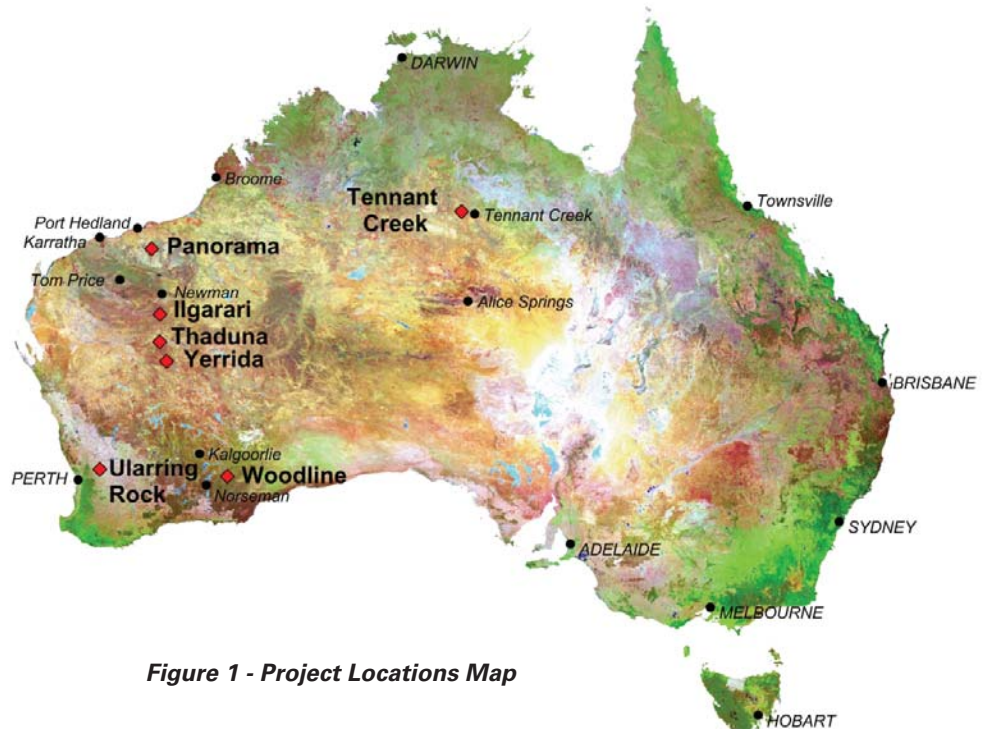 DARWIN
Broome
Tennant
Creek
Tennant Creek
Townsville
Port Hedland
Karratha
Panorama
Tom Price
Newman
Alice Springs
Ilgarari
Thaduna
Yerrida
BRISBANE
Kalgoorlie
PERTH
Ularring
Rock
Woodline
Norseman
SYDNEY
ADELAIDE
MELBOURNE
Figure 1 - Project Locations Map
HOBART